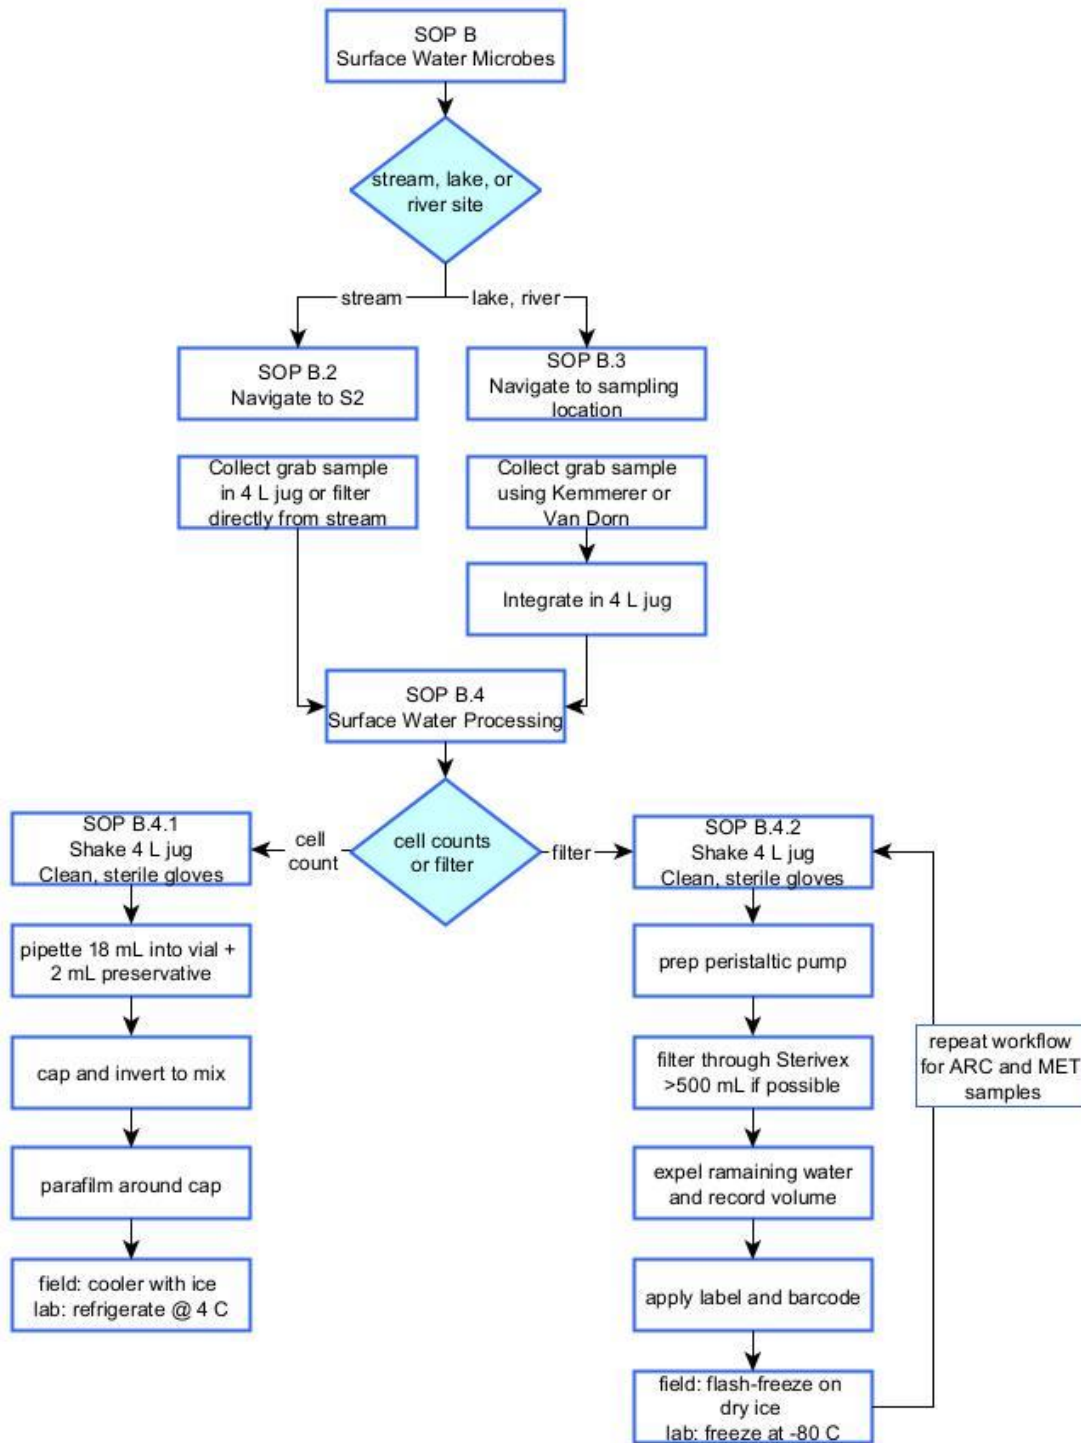 SOP B
Surface Water Microbes
stream, lake, or
river site
stream
lake, river
SOP B.2
Navigate to S2
SOP B.3
Navigate to sampling
location
Collect grab sample
in 4 L jug or filter
directly from stream
Collect grab sample
using Kemmerer or
Van Dorn
Integrate in 4 L jug
SOP B.4
Surface Water Processing
cell counts
or filter
cell
count
filter
SOP B.4.1
Shake 4 L jug
Clean, sterile gloves
pipette 18 mL into vial +
2 mL preservative
cap and invert to mix
parafilm around cap
field: cooler with ice
lab: refrigerate @ 4 C
SOP B.4.2
Shake 4 L jug
Clean, sterile gloves
prep peristaltic pump
filter through Sterivex
>500 mL if possible
expel ramaining water
and record volume
apply label and barcode
field: flash-freeze on
dry ice
lab: freeze at -80 C
repeat workflow
for ARC and MET
samples